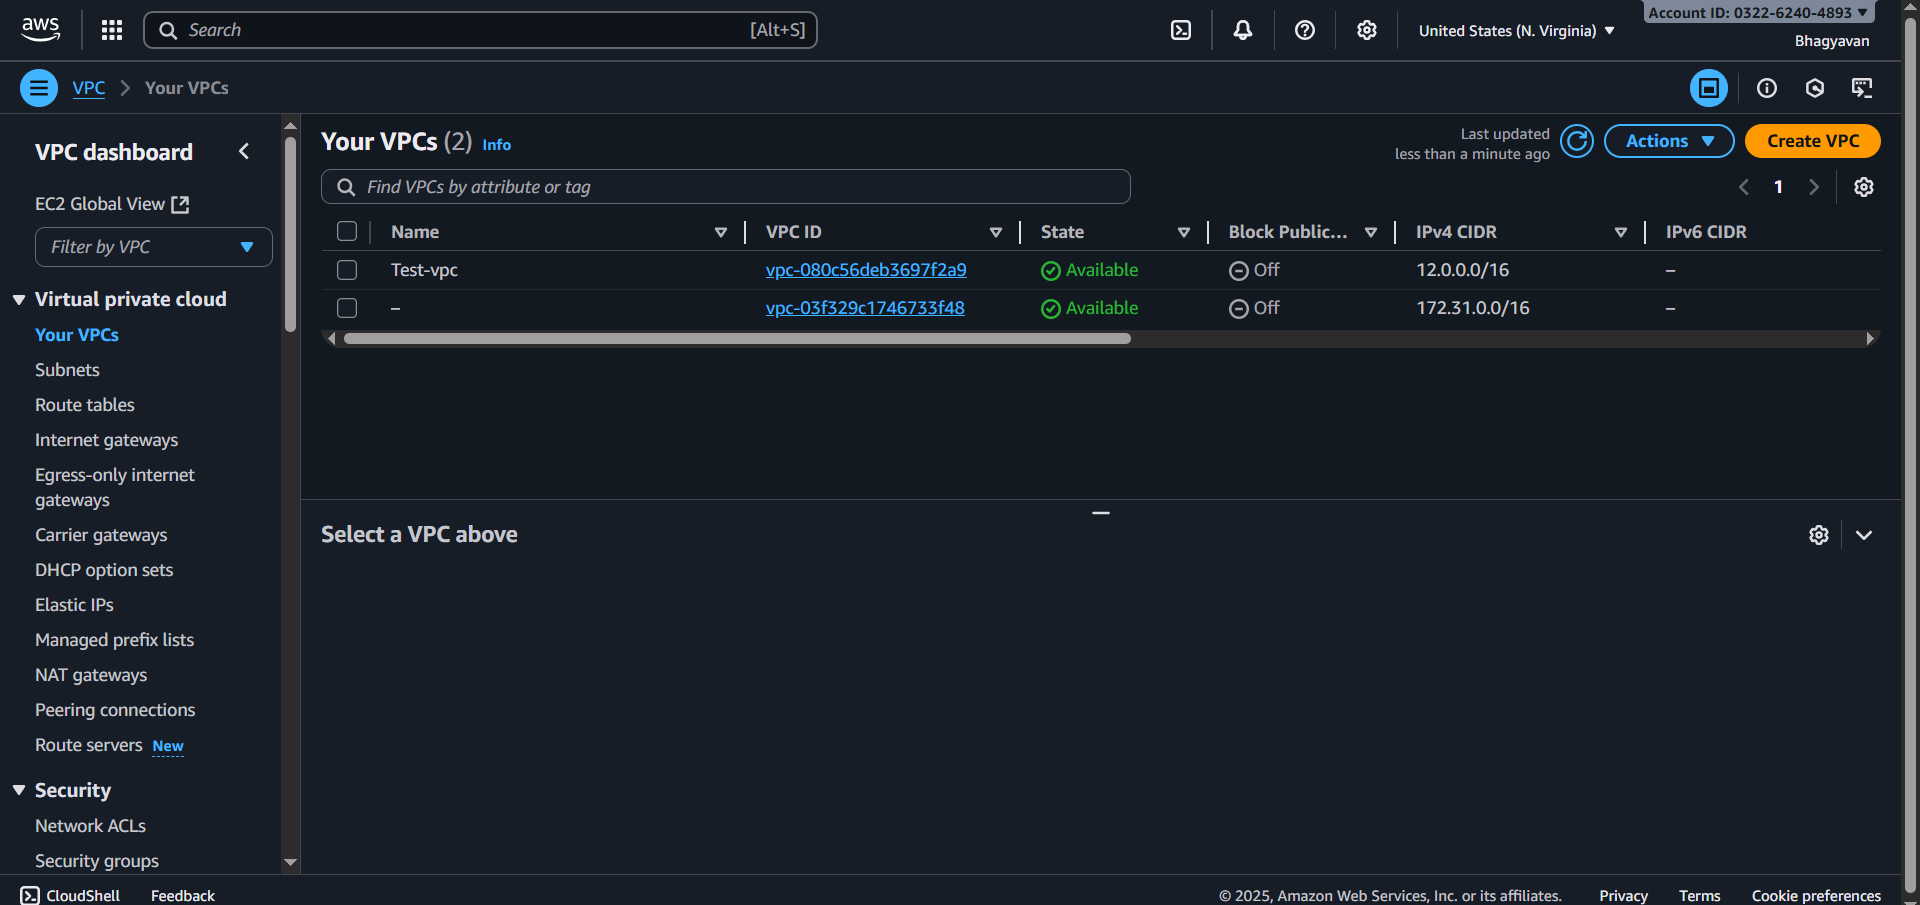 aws
Search [Alt+S]
United States (N. Virginia)
Account ID: 0322-6240-4893
Bhagyavan
VPC
Your VPCs
VPC dashboard
EC2 Global View
Filter by VPC
Virtual private cloud
Your VPCs
Subnets
Route tables
Internet gateways
Egress-only internet
gateways
Carrier gateways
DHCP option sets
Elastic IPs
Managed prefix lists
NAT gateways
Peering connections
Route servers New
Security
Network ACLs
Security groups
Your VPCs (2) Info
Last updated
less than a minute ago
Actions
Create VPC
Find VPCs by attribute or tag
1
Name VPC ID State Block Public... IPv4 CIDR IPv6 CIDR
Test-vpc vpc-080c56deb3697f2a9 Available Off 12.0.0.0/16 –
– vpc-03f329c1746733f48 Available Off 172.31.0.0/16 –
Select a VPC above
CloudShell Feedback © 2025, Amazon Web Services, Inc. or its affiliates. Privacy Terms Cookie preferences